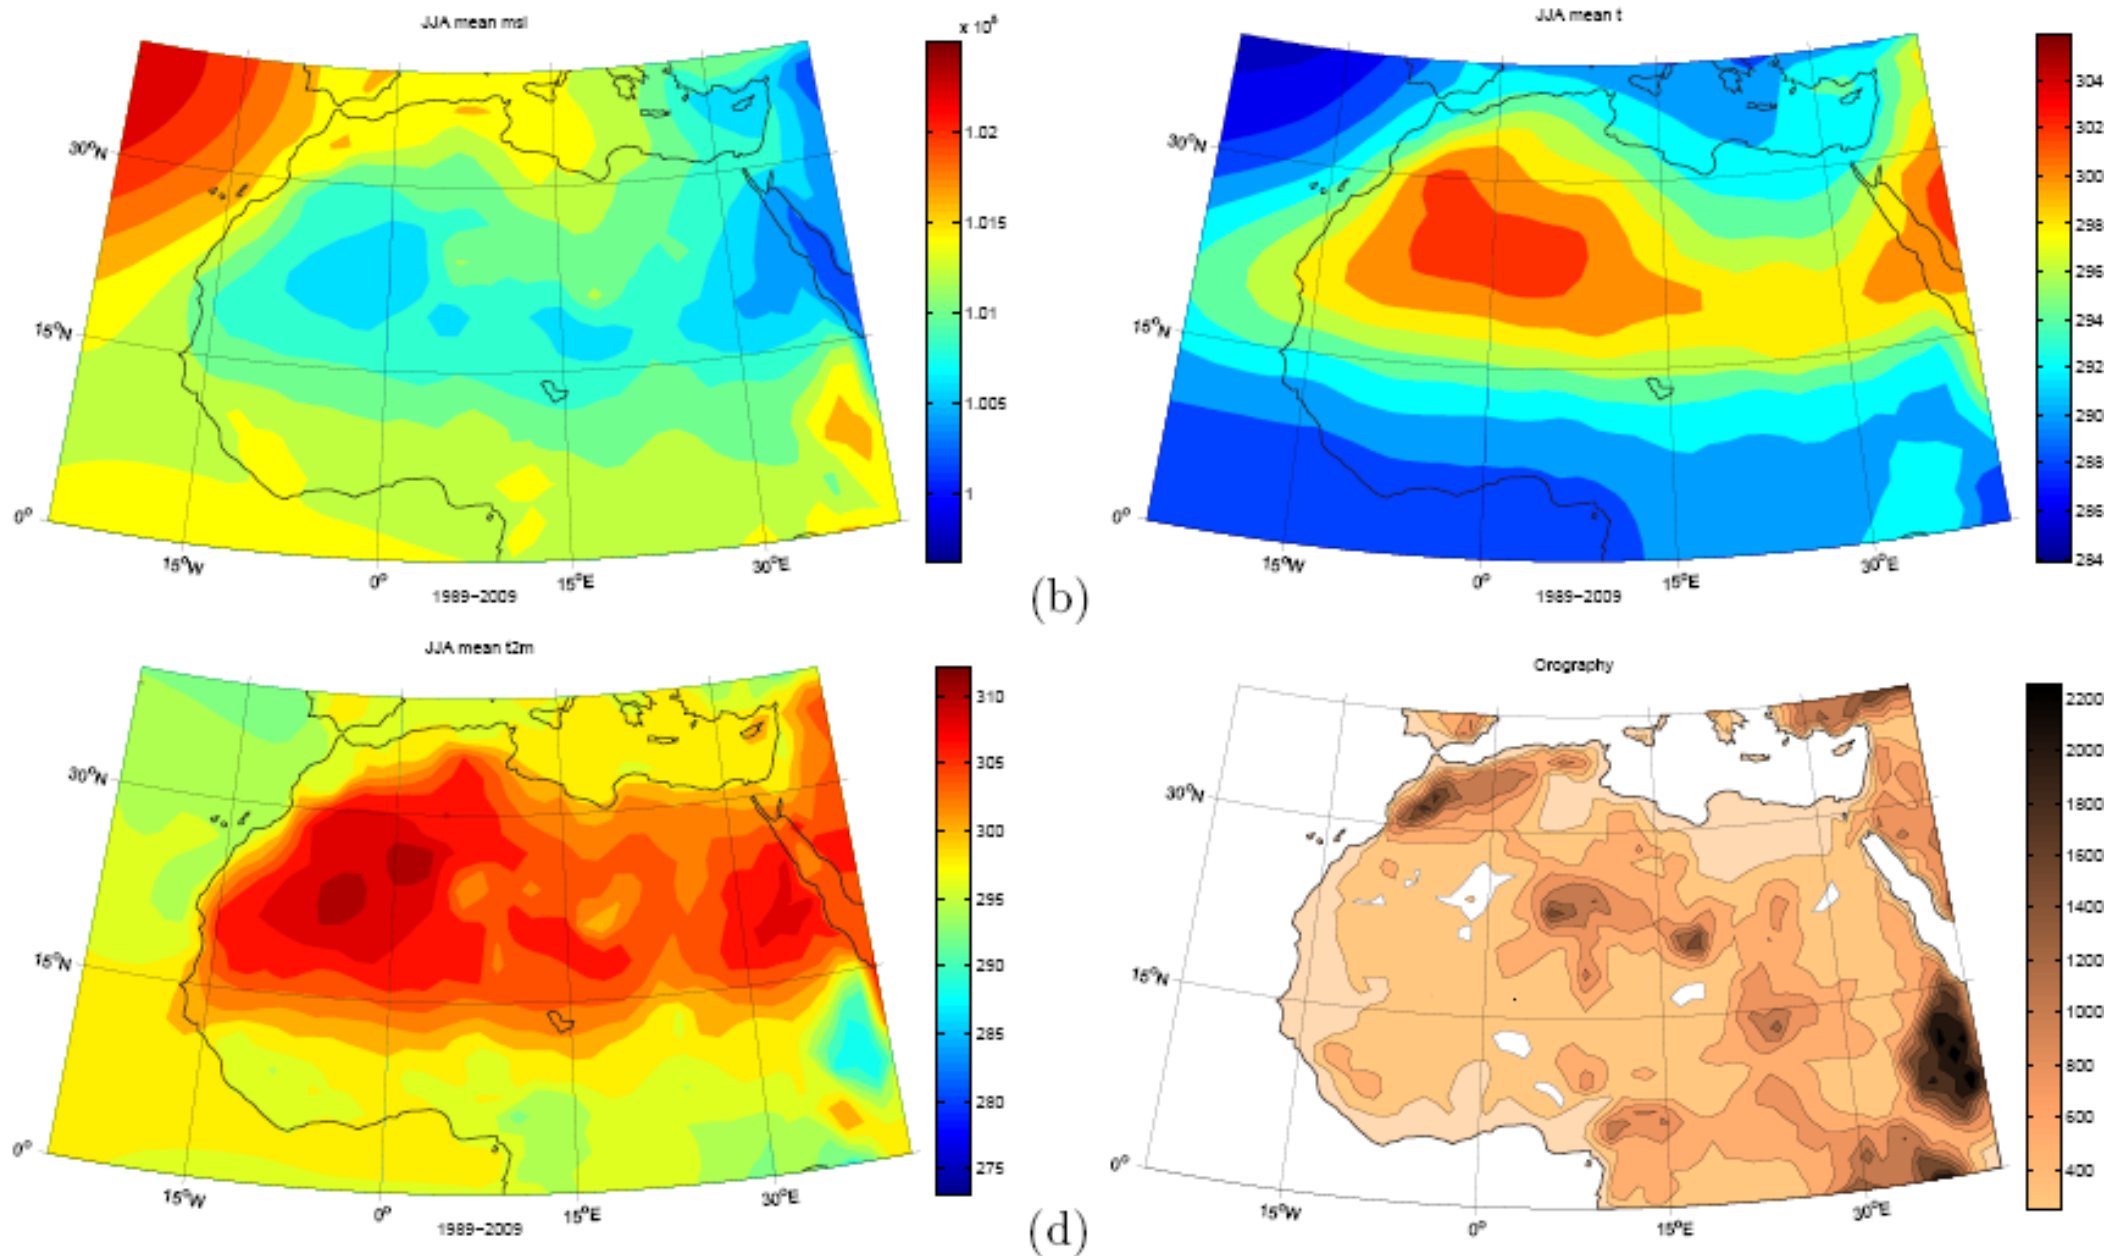 JJA mean msl
x 10⁵
1.02
1.015
1.01
1.005
1
30°N
15°N
0°
15°W
0°
15°E
30°E
1989−2009
(b)
JJA mean t
304
302
300
298
296
294
292
290
288
286
284
30°N
15°N
0°
15°W
0°
15°E
30°E
1989−2009
JJA mean t2m
310
305
300
295
290
285
280
275
30°N
15°N
0°
15°W
0°
15°E
30°E
1989−2009
(d)
Orography
2200
2000
1800
1600
1400
1200
1000
800
600
400
30°N
15°N
0°
15°W
0°
15°E
30°E